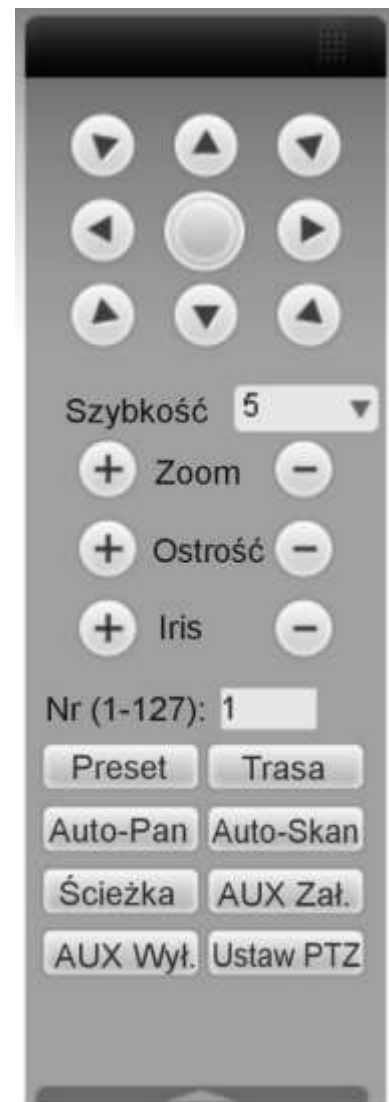 Szybkość 5
+ Zoom −
+ Ostrość −
+ Iris −
Nr (1-127): 1
Preset Trasa
Auto-Pan Auto-Skan
Ścieżka AUX Zał.
AUX Wył. Ustaw PTZ